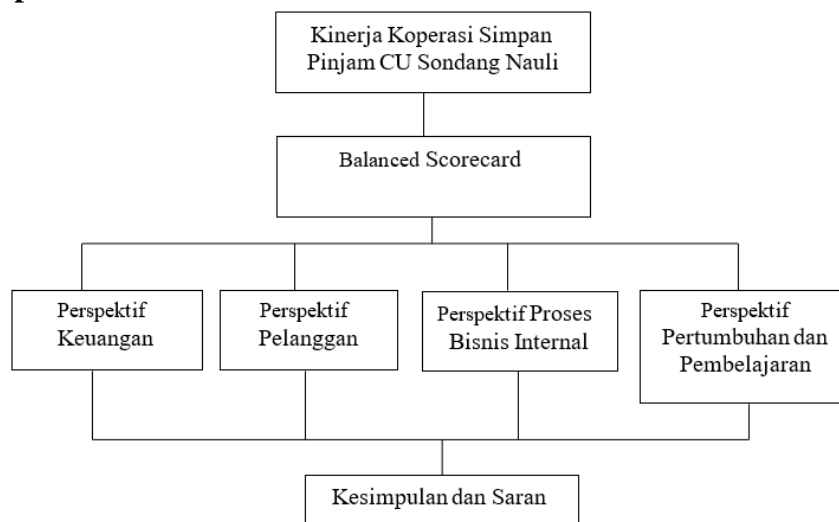 Kinerja Koperasi Simpan
Pinjam CU Sondang Nauli
Balanced Scorecard
Perspektif
Keuangan
Perspektif
Pelanggan
Perspektif Proses
Bisnis Internal
Perspektif
Pertumbuhan dan
Pembelajaran
Kesimpulan dan Saran